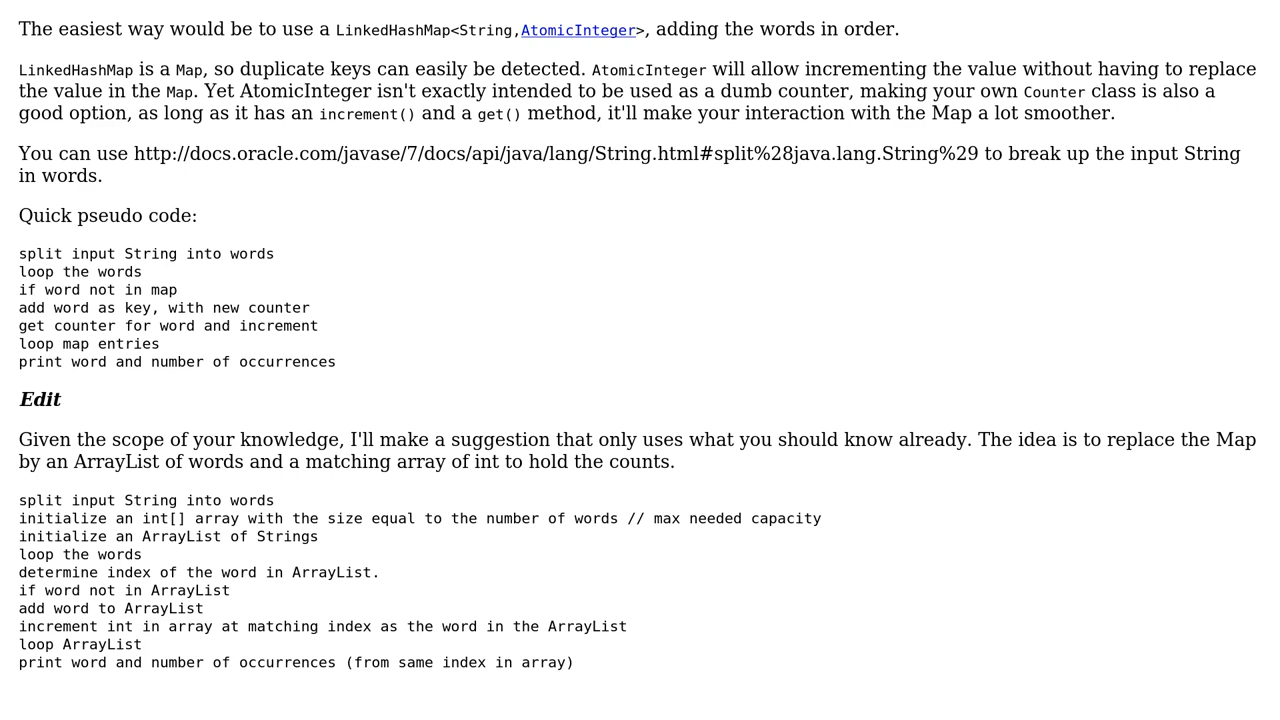 The easiest way would be to use a LinkedHashMap<String,AtomicInteger>, adding the words in order.
LinkedHashMap is a Map, so duplicate keys can easily be detected. AtomicInteger will allow incrementing the value without having to replace
the value in the Map. Yet AtomicInteger isn't exactly intended to be used as a dumb counter, making your own Counter class is also a
good option, as long as it has an increment() and a get() method, it'll make your interaction with the Map a lot smoother.
You can use http://docs.oracle.com/javase/7/docs/api/java/lang/String.html#split%28java.lang.String%29 to break up the input String
in words.
Quick pseudo code:
split input String into words
loop the words
if word not in map
add word as key, with new counter
get counter for word and increment
loop map entries
print word and number of occurrences
Edit
Given the scope of your knowledge, I'll make a suggestion that only uses what you should know already. The idea is to replace the Map
by an ArrayList of words and a matching array of int to hold the counts.
split input String into words
initialize an int[] array with the size equal to the number of words // max needed capacity
initialize an ArrayList of Strings
loop the words
determine index of the word in ArrayList.
if word not in ArrayList
add word to ArrayList
increment int in array at matching index as the word in the ArrayList
loop ArrayList
print word and number of occurrences (from same index in array)